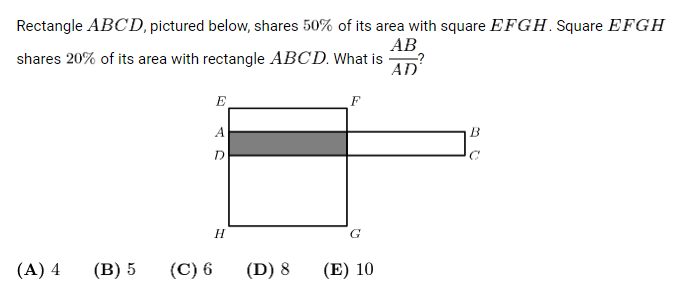 Rectangle ABCD, pictured below, shares 50% of its area with square EFGH. Square EFGH
shares 20% of its area with rectangle ABCD. What is AB/AD?
E F
A B
D C
H G
(A) 4 (B) 5 (C) 6 (D) 8 (E) 10